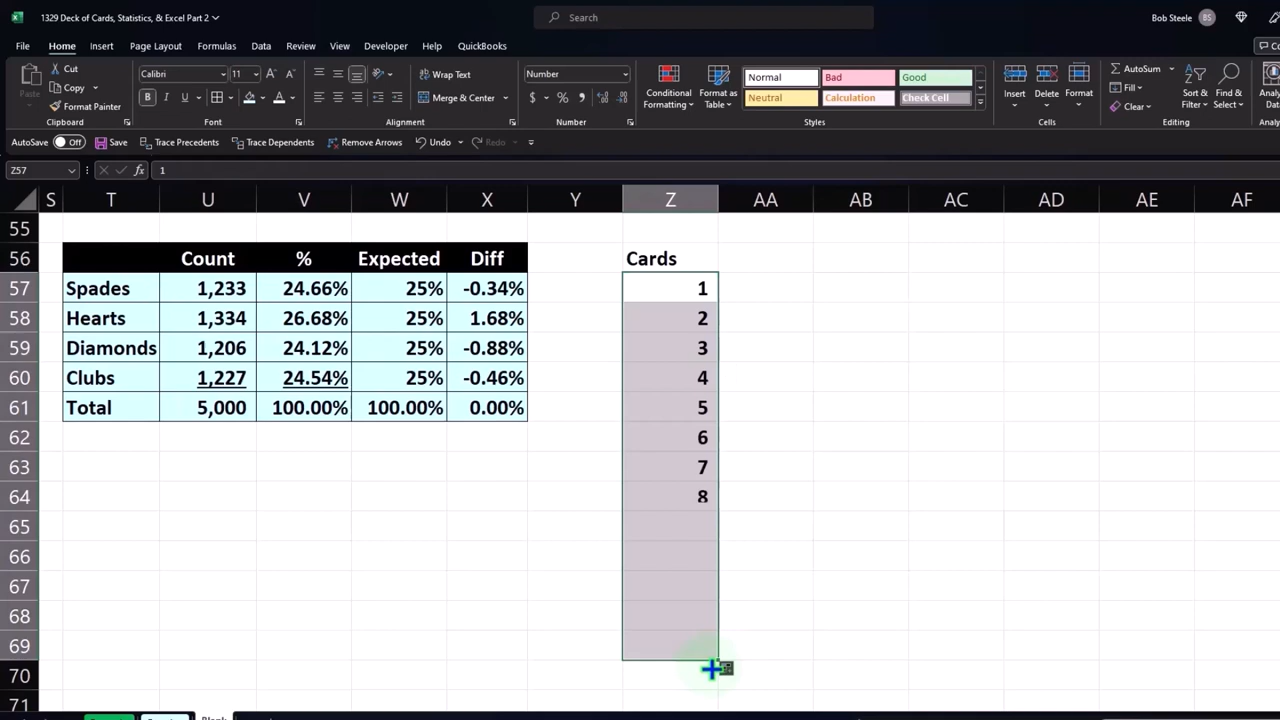 1329 Deck of Cards, Statistics, & Excel Part 2
Search
Bob Steele BS
File Home Insert Page Layout Formulas Data Review View Developer Help QuickBooks
Paste
Cut
Copy
Format Painter
Clipboard
Calibri 11
B I U
Font
Wrap Text
Merge & Center
Alignment
Number
$ % 9
Number
Conditional Formatting
Format as Table
Normal Bad Good
Neutral Calculation Check Cell
Styles
Insert Delete Format
Cells
AutoSum
Fill
Clear
Sort & Filter
Find & Select
Editing
AutoSave Off Save Trace Precedents Trace Dependents Remove Arrows Undo Redo
Z57 fx 1
S T U V W X Y Z AA AB AC AD AE AF
55
56 Count % Expected Diff Cards
57 Spades 1,233 24.66% 25% -0.34% 1
58 Hearts 1,334 26.68% 25% 1.68% 2
59 Diamonds 1,206 24.12% 25% -0.88% 3
60 Clubs 1,227 24.54% 25% -0.46% 4
61 Total 5,000 100.00% 100.00% 0.00% 5
62 6
63 7
64 8
65
66
67
68
69
70
71